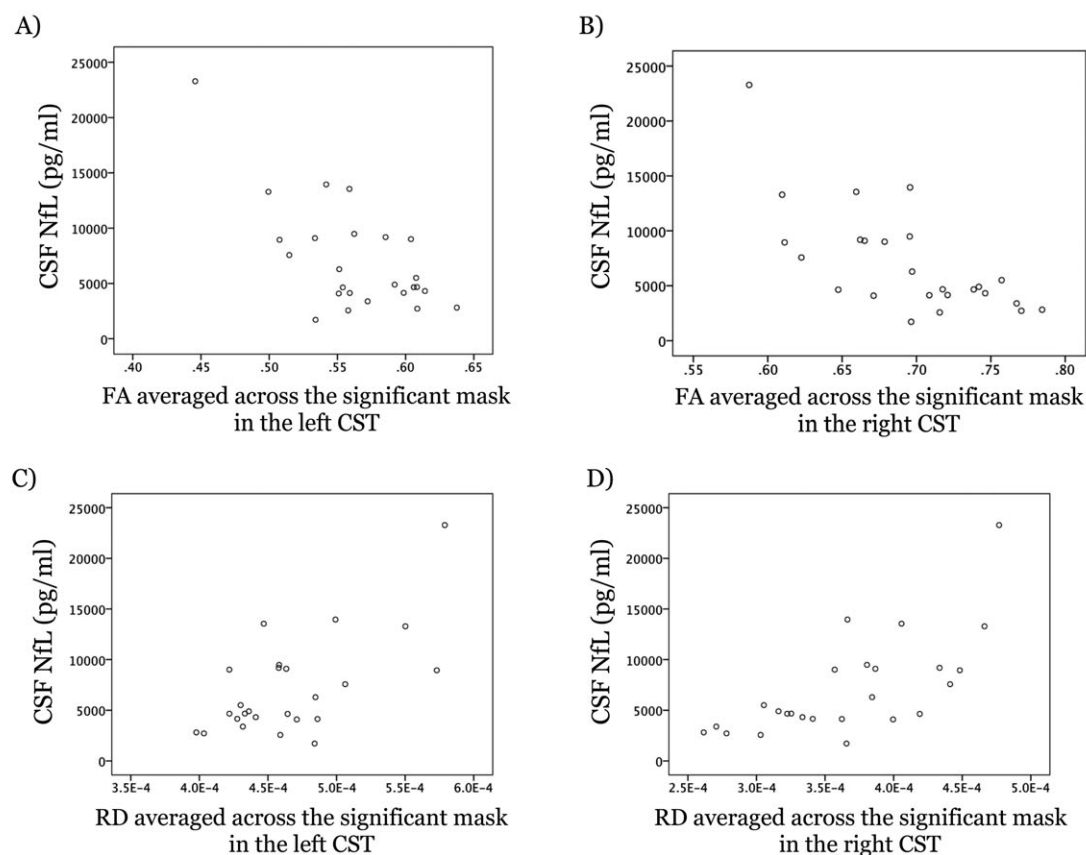 A)
CSF NfL (pg/ml)
25000
20000
15000
10000
5000
0
.40 .45 .50 .55 .60 .65
FA averaged across the significant mask
in the left CST
B)
CSF NfL (pg/ml)
25000
20000
15000
10000
5000
0
.55 .60 .65 .70 .75 .80
FA averaged across the significant mask
in the right CST
C)
CSF NfL (pg/ml)
25000
20000
15000
10000
5000
0
3.5E-4 4.0E-4 4.5E-4 5.0E-4 5.5E-4 6.0E-4
RD averaged across the significant mask
in the left CST
D)
CSF NfL (pg/ml)
25000
20000
15000
10000
5000
0
2.5E-4 3.0E-4 3.5E-4 4.0E-4 4.5E-4 5.0E-4
RD averaged across the significant mask
in the right CST